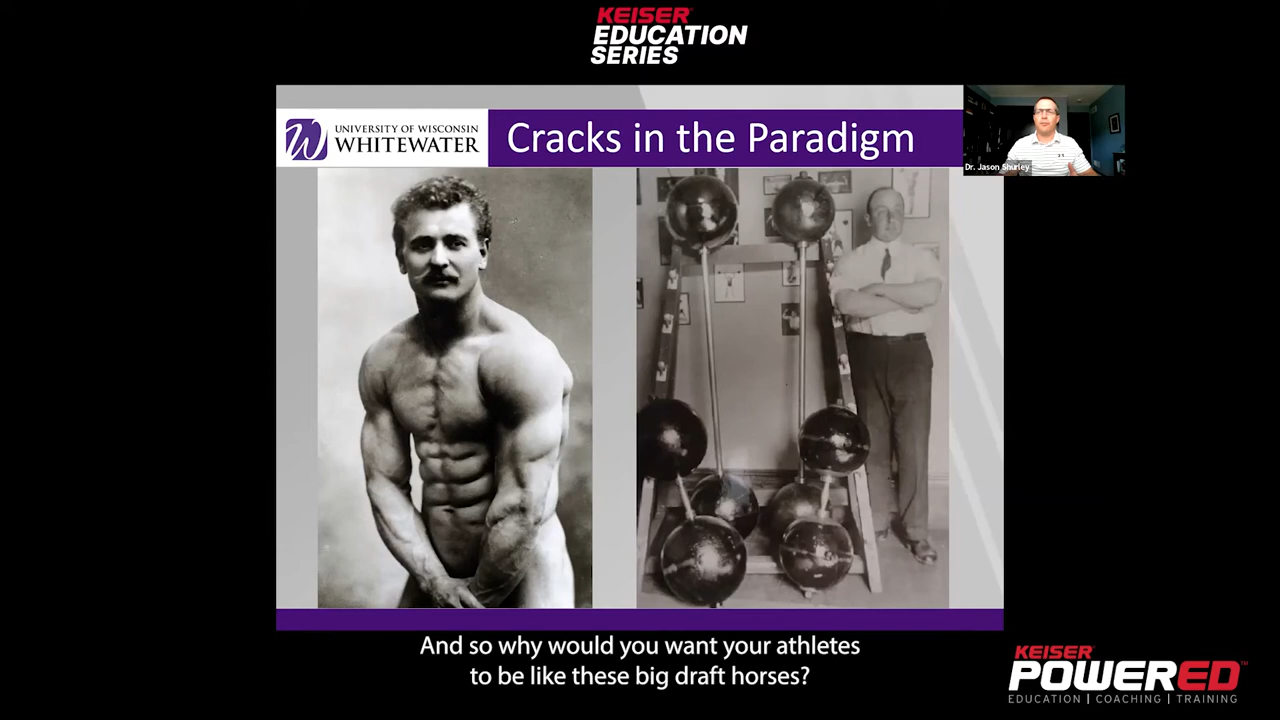 KEISER
EDUCATION
SERIES
UNIVERSITY OF WISCONSIN
WHITEWATER
Cracks in the Paradigm
Dr. Jason Shurley
And so why would you want your athletes
to be like these big draft horses?
KEISER
POWERED™
EDUCATION | COACHING | TRAINING